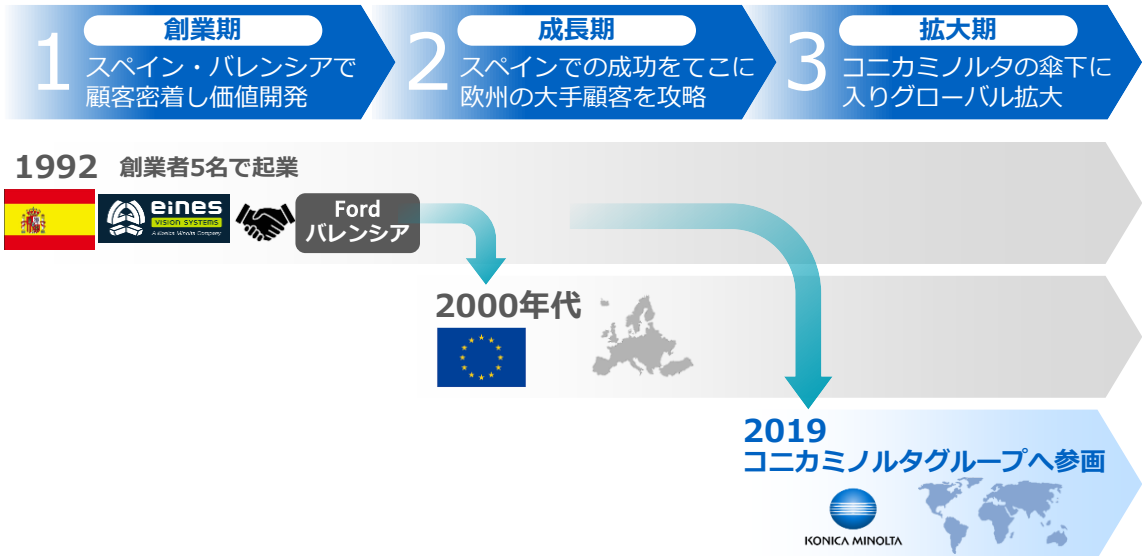 1
創業期
スペイン・バレンシアで
顧客密着し価値開発
2
成長期
スペインでの成功をてこに
欧州の大手顧客を攻略
3
拡大期
コニカミノルタの傘下に
入りグローバル拡大
1992 創業者5名で起業
eines
VISION SYSTEMS
A Konica Minolta Company
Ford
バレンシア
2000年代
2019
コニカミノルタグループへ参画
KONICA MINOLTA